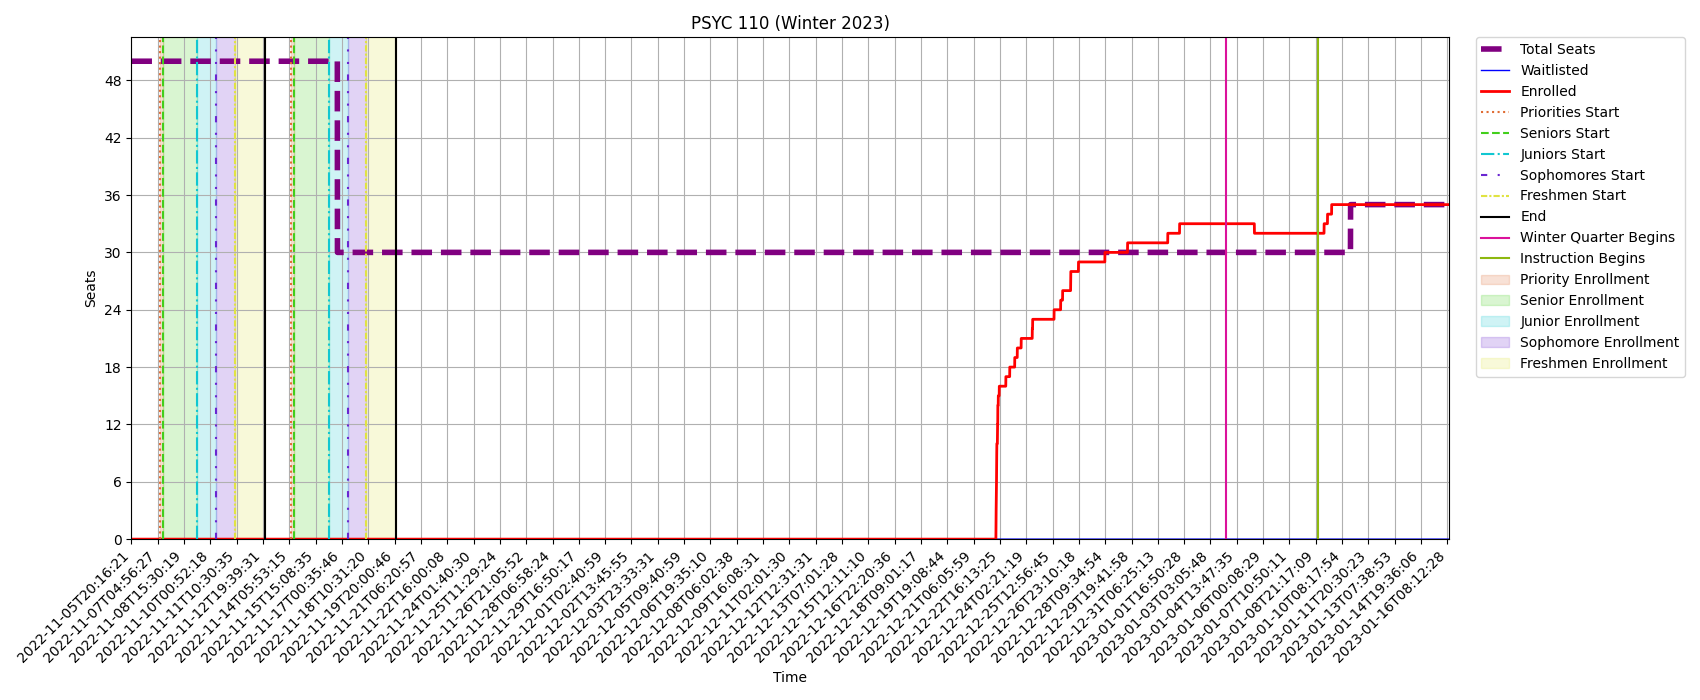 PSYC 110 (Winter 2023)
Seats
48
42
36
30
24
18
12
6
0
2022-11-05T20:16:21
2022-11-07T04:56:27
2022-11-08T15:30:19
2022-11-10T00:52:18
2022-11-11T10:30:35
2022-11-12T19:39:31
2022-11-14T05:53:15
2022-11-15T15:08:35
2022-11-17T00:35:46
2022-11-18T10:31:20
2022-11-19T20:00:46
2022-11-21T06:20:57
2022-11-22T16:00:08
2022-11-24T01:40:30
2022-11-25T11:29:24
2022-11-26T21:05:52
2022-11-28T06:58:24
2022-11-29T16:50:17
2022-12-01T02:40:59
2022-12-02T13:45:55
2022-12-03T23:33:31
2022-12-05T09:40:59
2022-12-06T19:35:10
2022-12-08T06:02:38
2022-12-09T16:08:31
2022-12-11T02:01:30
2022-12-12T12:31:31
2022-12-13T07:01:28
2022-12-15T12:11:10
2022-12-16T22:20:36
2022-12-18T09:01:17
2022-12-19T19:08:44
2022-12-21T06:05:59
2022-12-22T16:13:25
2022-12-24T02:21:19
2022-12-25T12:56:45
2022-12-26T23:10:18
2022-12-28T09:34:54
2022-12-29T19:41:58
2022-12-31T06:25:13
2023-01-01T16:50:28
2023-01-03T03:05:48
2023-01-04T13:47:35
2023-01-06T00:08:29
2023-01-07T10:50:11
2023-01-08T21:17:09
2023-01-10T08:17:54
2023-01-11T20:30:23
2023-01-13T07:38:53
2023-01-14T19:36:06
2023-01-16T08:12:28
Time
Total Seats
Waitlisted
Enrolled
Priorities Start
Seniors Start
Juniors Start
Sophomores Start
Freshmen Start
End
Winter Quarter Begins
Instruction Begins
Priority Enrollment
Senior Enrollment
Junior Enrollment
Sophomore Enrollment
Freshmen Enrollment